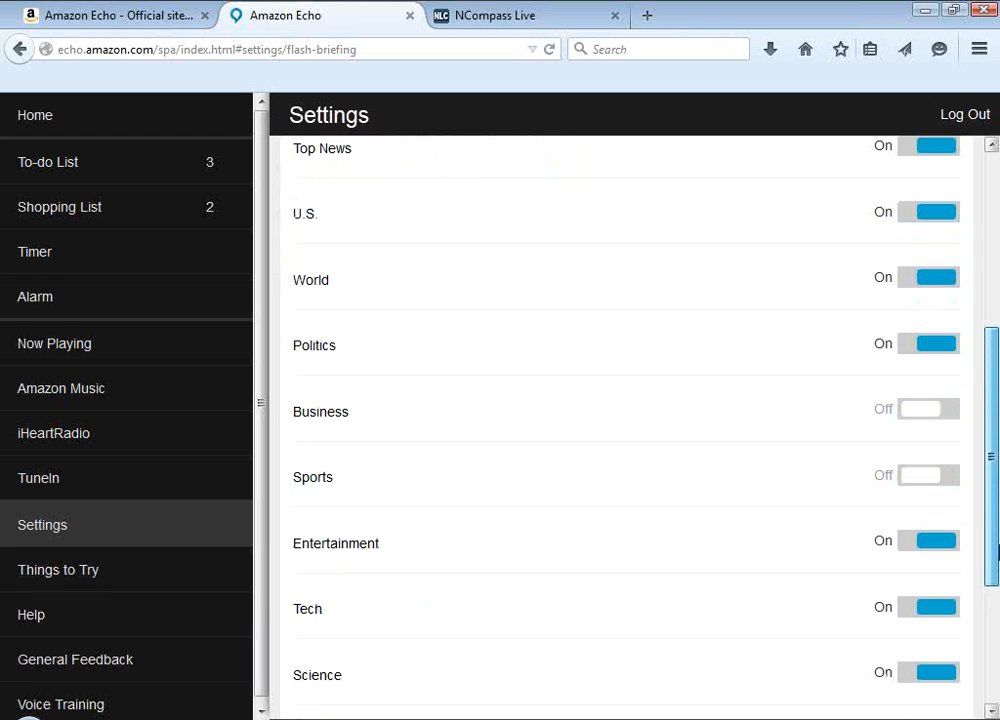 a Amazon Echo - Official site...
Amazon Echo
NLC NCompass Live
echo.amazon.com/spa/index.html#settings/flash-briefing
Search
Home
To-do List 3
Shopping List 2
Timer
Alarm
Now Playing
Amazon Music
iHeartRadio
TuneIn
Settings
Things to Try
Help
General Feedback
Voice Training
Settings
Log Out
Top News On
U.S. On
World On
Politics On
Business Off
Sports Off
Entertainment On
Tech On
Science On